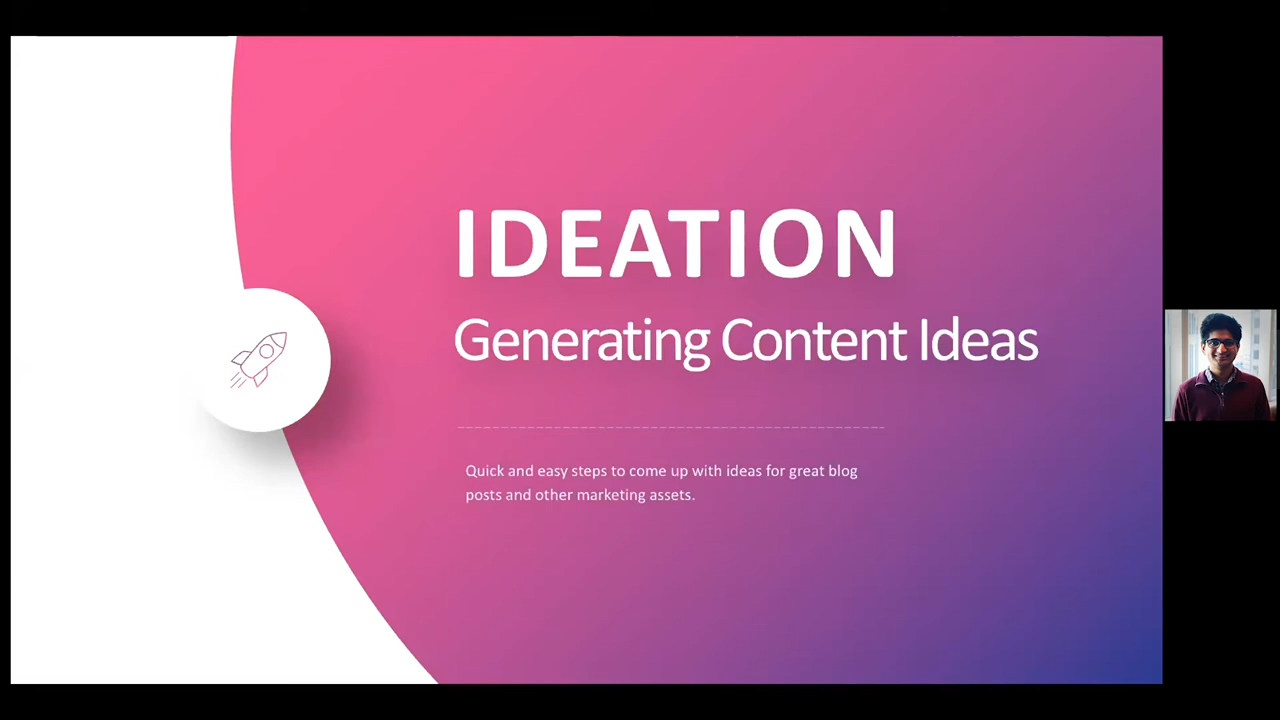 IDEATION
Generating Content Ideas
Quick and easy steps to come up with ideas for great blog
posts and other marketing assets.